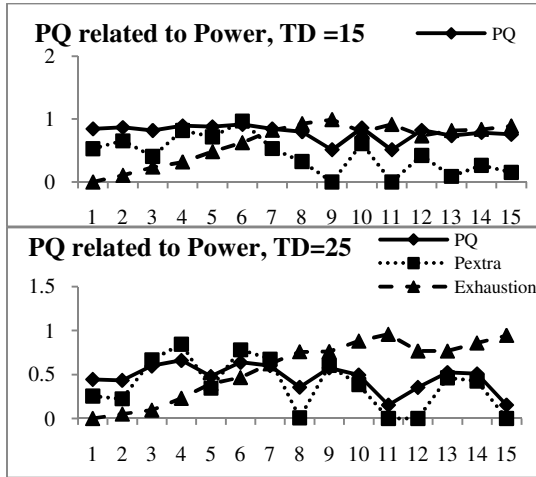 PQ related to Power, TD =15
PQ
2
1
0
1 2 3 4 5 6 7 8 9 10 11 12 13 14 15
PQ related to Power, TD=25
PQ
Pextra
Exhaustion
1.5
1
0.5
0
1 2 3 4 5 6 7 8 9 10 11 12 13 14 15